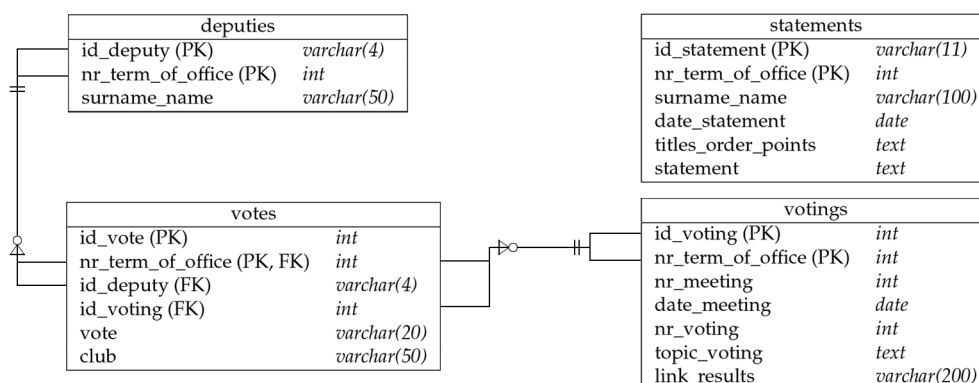 deputies
id_deputy (PK) varchar(4)
nr_term_of_office (PK) int
surname_name varchar(50)
statements
id_statement (PK) varchar(11)
nr_term_of_office (PK) int
surname_name varchar(100)
date_statement date
titles_order_points text
statement text
votes
id_vote (PK) int
nr_term_of_office (PK, FK) int
id_deputy (FK) varchar(4)
id_voting (FK) int
vote varchar(20)
club varchar(50)
votings
id_voting (PK) int
nr_term_of_office (PK) int
nr_meeting int
date_meeting date
nr_voting int
topic_voting text
link_results varchar(200)